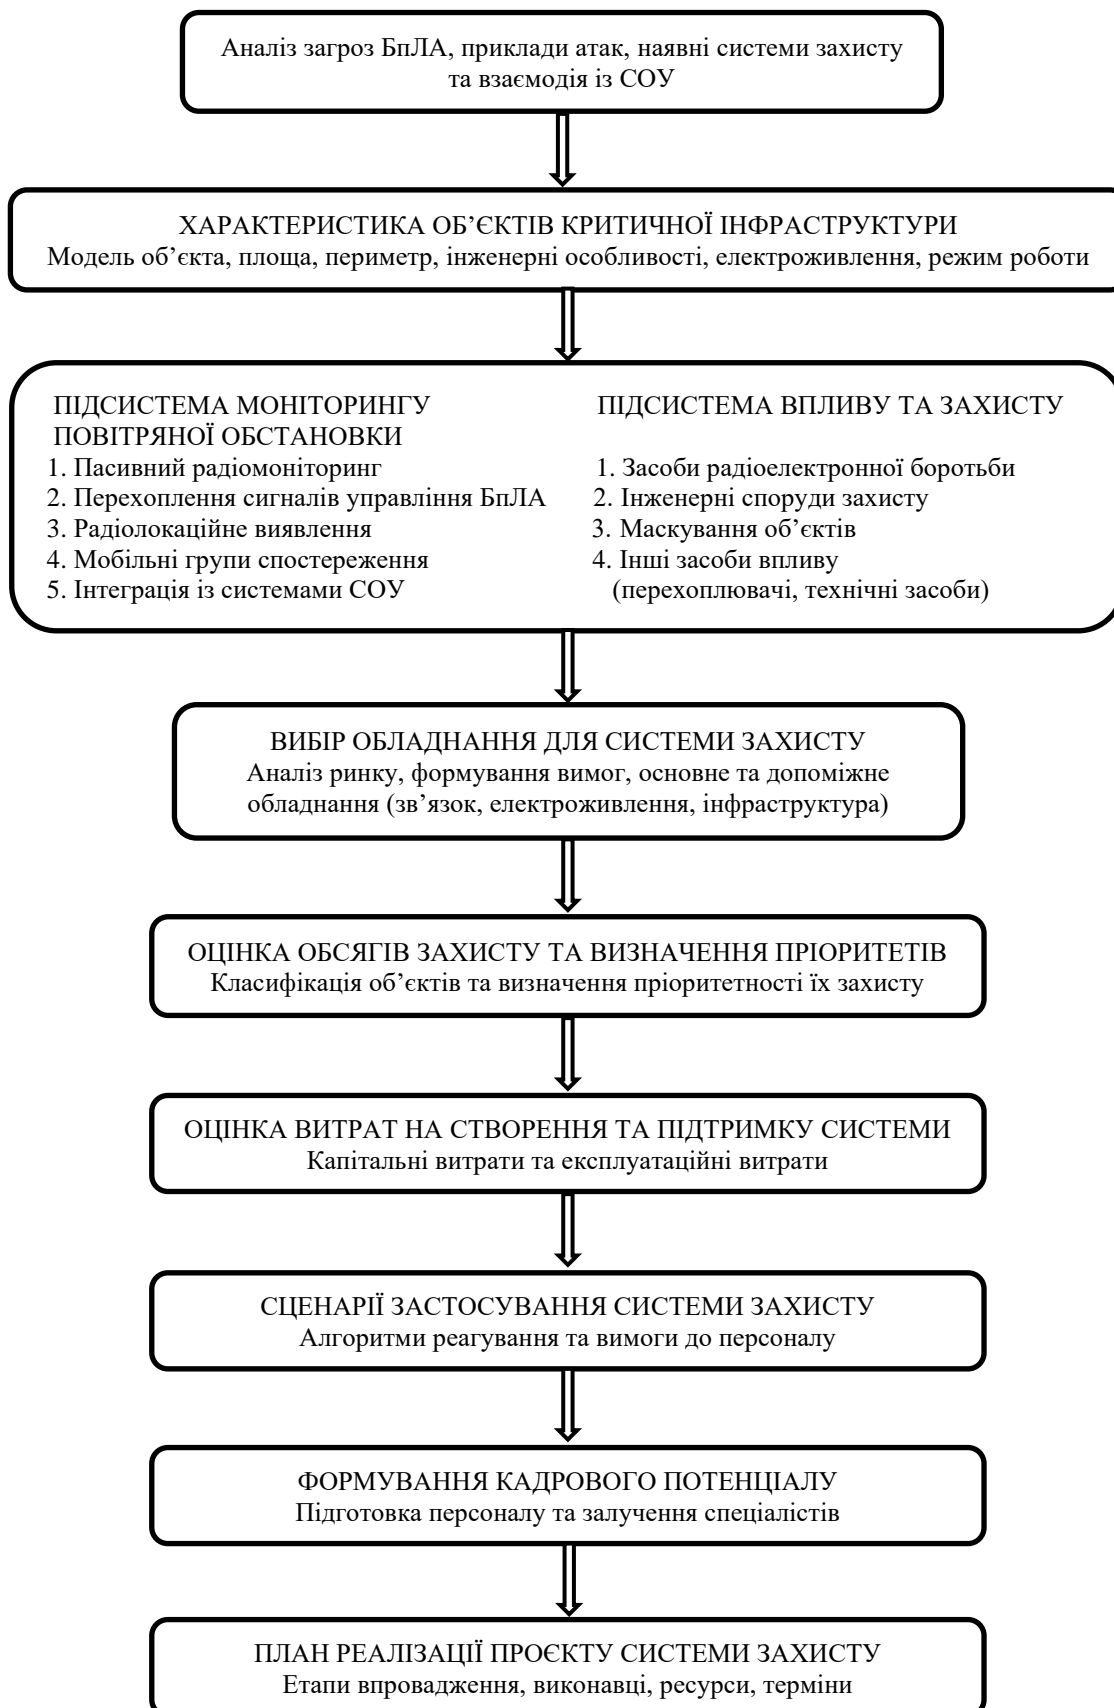 Аналіз загроз БпЛА, приклади атак, наявні системи захисту
та взаємодія із СОУ
ХАРАКТЕРИСТИКА ОБ’ЄКТІВ КРИТИЧНОЇ ІНФРАСТРУКТУРИ
Модель об’єкта, площа, периметр, інженерні особливості, електроживлення, режим роботи
ПІДСИСТЕМА МОНІТОРИНГУ
ПОВІТРЯНОЇ ОБСТАНОВКИ
1. Пасивний радіомоніторинг
2. Перехоплення сигналів управління БпЛА
3. Радіолокаційне виявлення
4. Мобільні групи спостереження
5. Інтеграція із системами СОУ
ПІДСИСТЕМА ВПЛИВУ ТА ЗАХИСТУ
1. Засоби радіоелектронної боротьби
2. Інженерні споруди захисту
3. Маскування об’єктів
4. Інші засоби впливу
(перехоплювачі, технічні засоби)
ВИБІР ОБЛАДНАННЯ ДЛЯ СИСТЕМИ ЗАХИСТУ
Аналіз ринку, формування вимог, основне та допоміжне
обладнання (зв’язок, електроживлення, інфраструктура)
ОЦІНКА ОБСЯГІВ ЗАХИСТУ ТА ВИЗНАЧЕННЯ ПРІОРИТЕТІВ
Класифікація об’єктів та визначення пріоритетності їх захисту
ОЦІНКА ВИТРАТ НА СТВОРЕННЯ ТА ПІДТРИМКУ СИСТЕМИ
Капітальні витрати та експлуатаційні витрати
СЦЕНАРІЇ ЗАСТОСУВАННЯ СИСТЕМИ ЗАХИСТУ
Алгоритми реагування та вимоги до персоналу
ФОРМУВАННЯ КАДРОВОГО ПОТЕНЦІАЛУ
Підготовка персоналу та залучення спеціалістів
ПЛАН РЕАЛІЗАЦІЇ ПРОЄКТУ СИСТЕМИ ЗАХИСТУ
Етапи впровадження, виконавці, ресурси, терміни